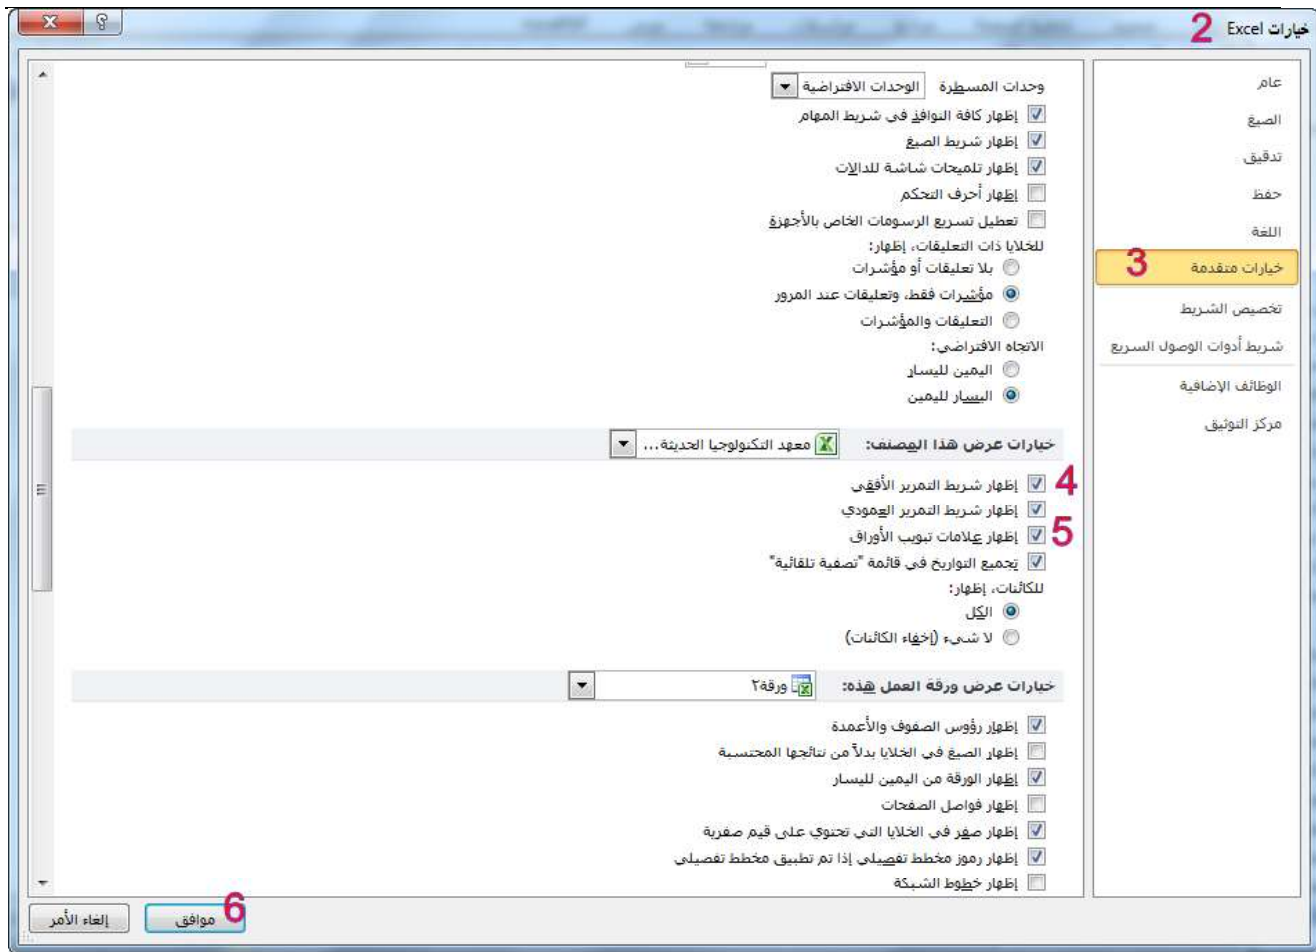 خيارات Excel 2
عام
الصيغ
تدقيق
حفظ
اللغة
خيارات متقدمة 3
تخصيص الشريط
شريط أدوات الوصول السريع
الوظائف الإضافية
مركز التوثيق
وحدات المسطرة الوحدات الافتراضية
إظهار كافة النوافذ في شريط المهام
إظهار شريط الصيغ
إظهار تلميحات شاشة للدالات
إظهار أحرف التحكم
تعطيل تسريع الرسومات الخاص بالأجهزة
للخلايا ذات التعليقات، إظهار:
بلا تعليقات أو مؤشرات
مؤشرات فقط، وتعليقات عند المرور
التعليقات والمؤشرات
الاتجاه الافتراضي:
اليمين لليسار
اليسار لليمين
خيارات عرض هذا المصنف: معهد التكنولوجيا الحديثة...
4 إظهار شريط التمرير الأفقي
إظهار شريط التمرير العمودي
5 إظهار علامات تبويب الأوراق
تجميع التواريخ في قائمة "تصفية تلقائية"
للكائنات، إظهار:
الكل
لا شيء (إخفاء الكائنات)
خيارات عرض ورقة العمل هذه: ورقة٢
إظهار رؤوس الصفوف والأعمدة
إظهار الصيغ في الخلايا بدلاً من نتائجها المحتسبة
إظهار الورقة من اليمين لليسار
إظهار فواصل الصفحات
إظهار صفر في الخلايا التي تحتوي على قيم صفرية
إظهار رموز مخطط تفصيلي إذا تم تطبيق مخطط تفصيلي
إظهار خطوط الشبكة
6 موافق
إلغاء الأمر